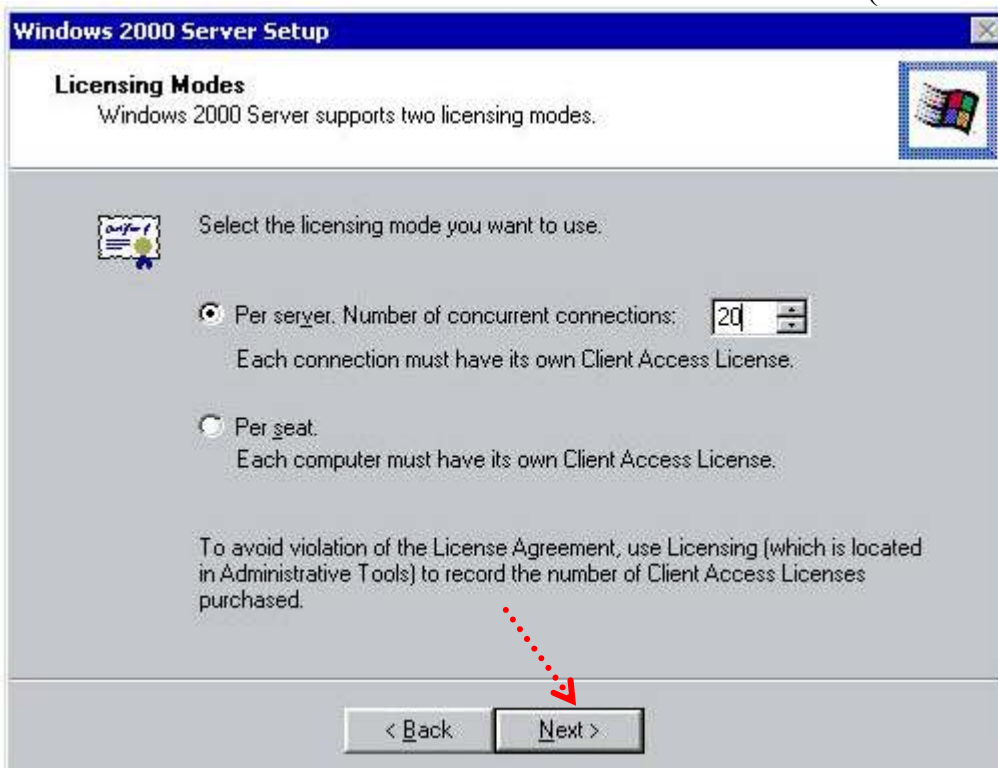 Windows 2000 Server Setup
Licensing Modes
Windows 2000 Server supports two licensing modes.
Select the licensing mode you want to use.
Per server. Number of concurrent connections: 20
Each connection must have its own Client Access License.
Per seat.
Each computer must have its own Client Access License.
To avoid violation of the License Agreement, use Licensing (which is located
in Administrative Tools) to record the number of Client Access Licenses
purchased.
< Back Next >